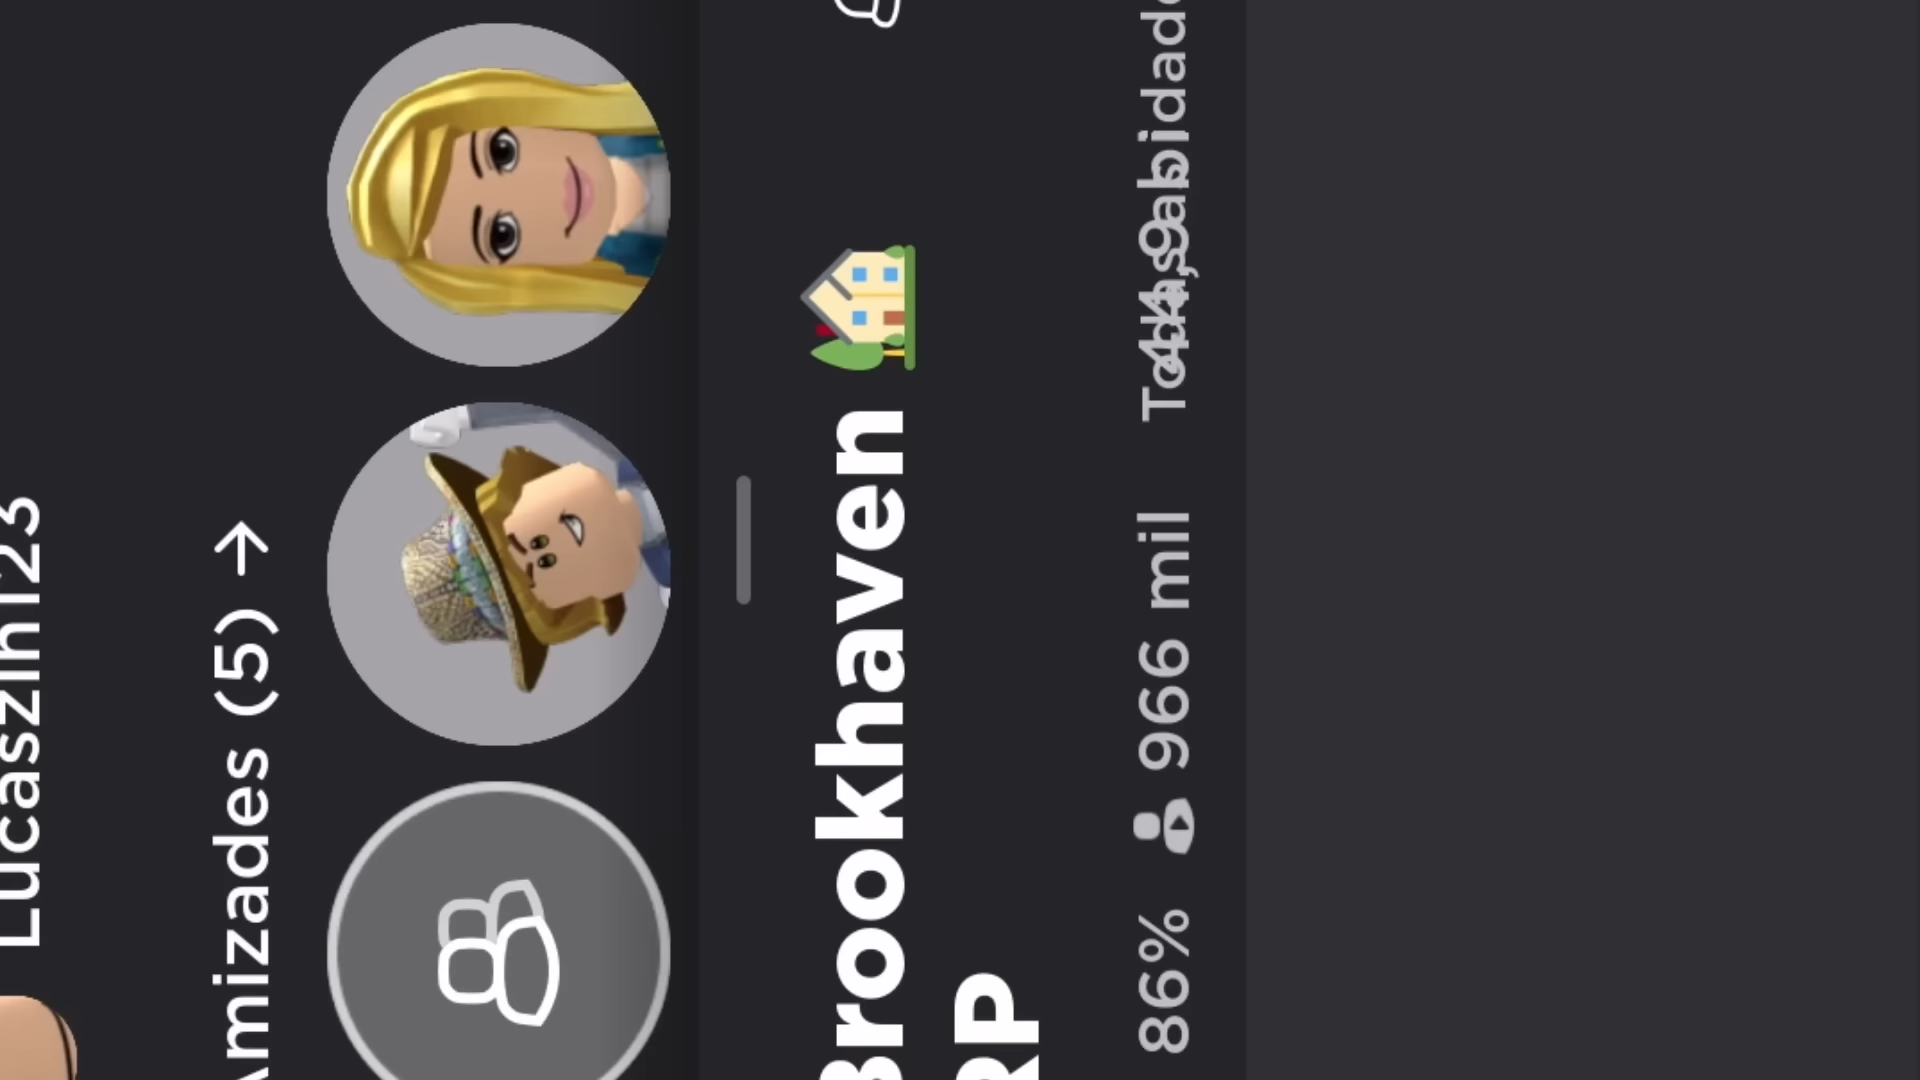 Lucaszin123
Amizades (5) →
Brookhaven 🏡
RP
86% 966 mil